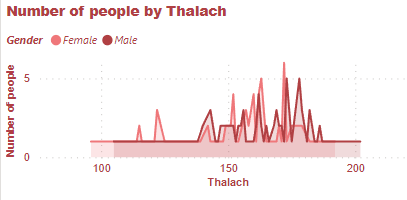 Number of people by Thalach
Gender Female Male
Number of people
5
0
100 150 200
Thalach